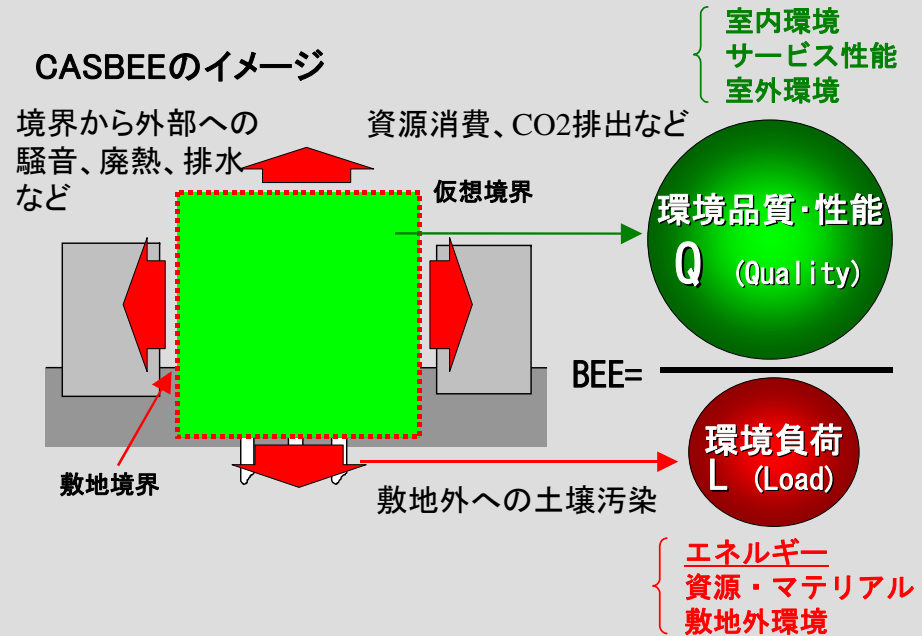 CASBEEのイメージ
境界から外部への
騒音、廃熱、排水
など
資源消費、CO2排出など
仮想境界
敷地境界
敷地外への土壌汚染
室内環境
サービス性能
室外環境
環境品質・性能
Q (Quality)
BEE=
環境負荷
L (Load)
エネルギー
資源・マテリアル
敷地外環境